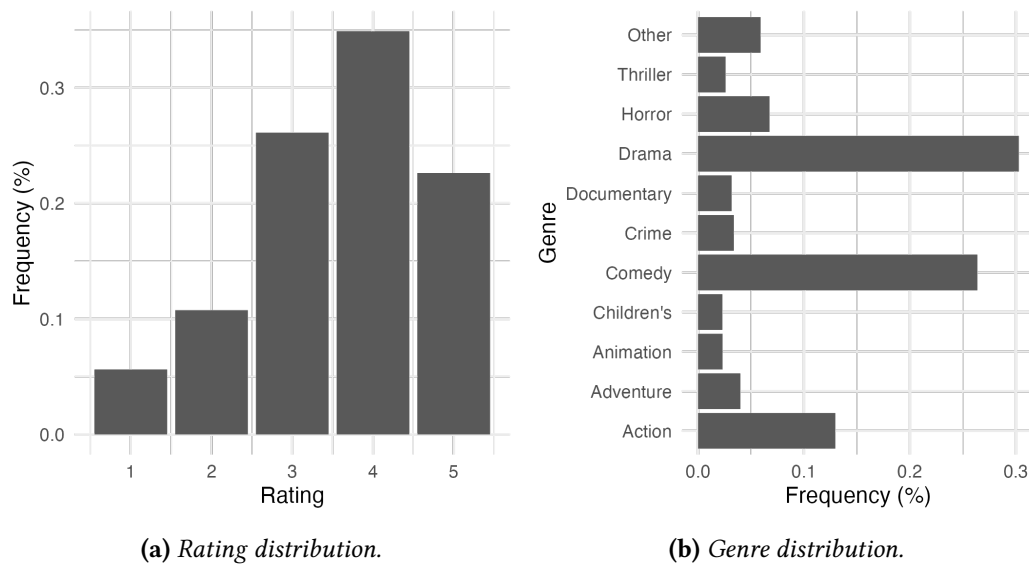 Frequency (%)
0.3
0.2
0.1
0.0
1 2 3 4 5
Rating
(a) Rating distribution.
Genre
Other
Thriller
Horror
Drama
Documentary
Crime
Comedy
Children's
Animation
Adventure
Action
0.0 0.1 0.2 0.3
Frequency (%)
(b) Genre distribution.